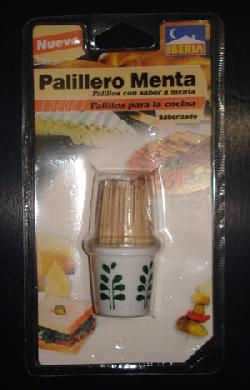 Nuevo
IBERIA
Palillero Menta
Palillos con sabor a menta
Palillos para la cocina
Saborizado